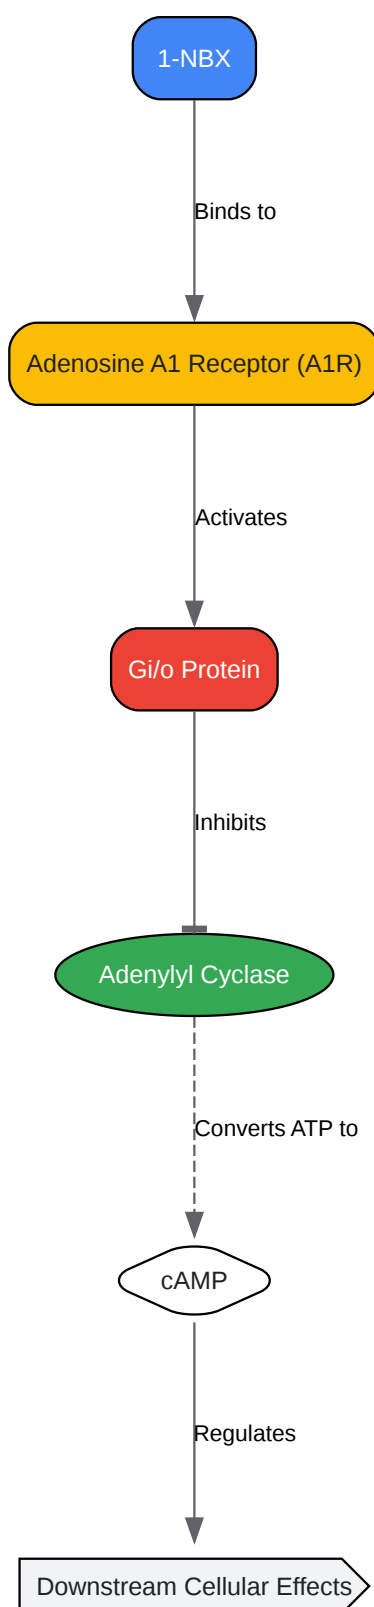 1-NBX
Binds to
Adenosine A1 Receptor (A1R)
Activates
Gi/o Protein
Inhibits
Adenylyl Cyclase
Converts ATP to
cAMP
Regulates
Downstream Cellular Effects